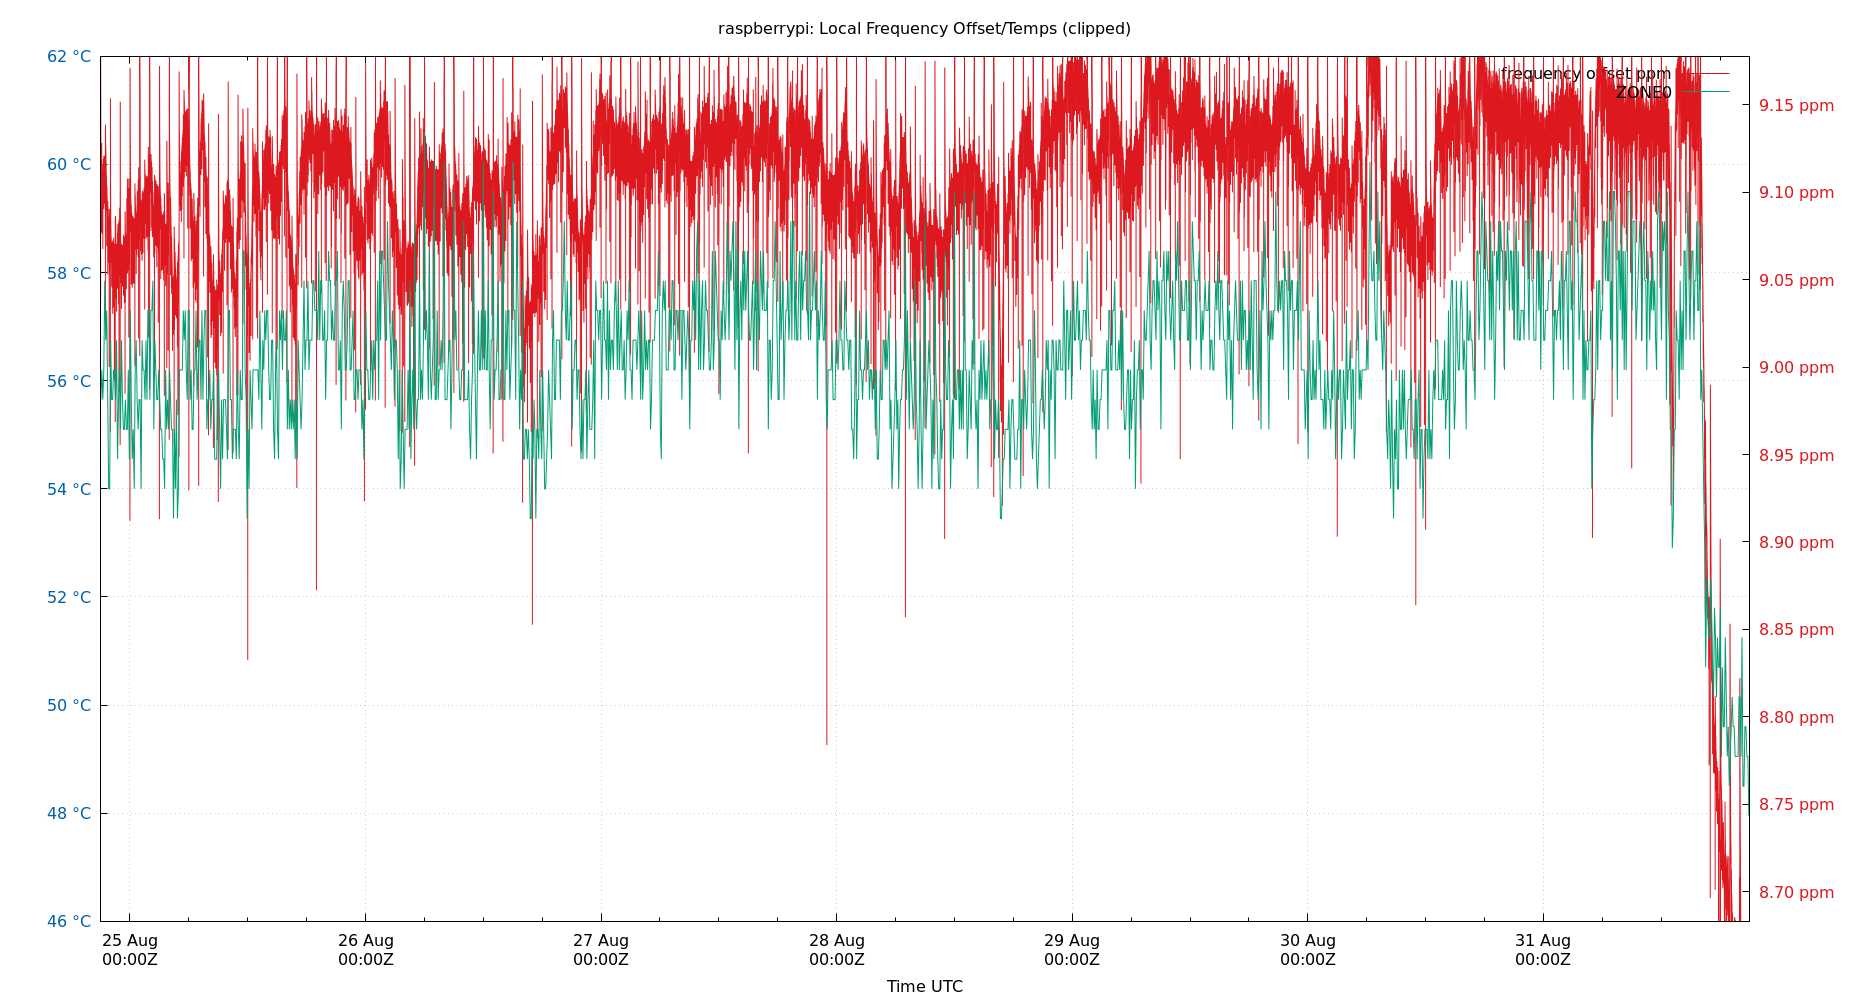 raspberrypi: Local Frequency Offset/Temps (clipped)
62 °C
60 °C
58 °C
56 °C
54 °C
52 °C
50 °C
48 °C
46 °C
frequency offset ppm
ZONE0
9.15 ppm
9.10 ppm
9.05 ppm
9.00 ppm
8.95 ppm
8.90 ppm
8.85 ppm
8.80 ppm
8.75 ppm
8.70 ppm
25 Aug
00:00Z
26 Aug
00:00Z
27 Aug
00:00Z
28 Aug
00:00Z
29 Aug
00:00Z
30 Aug
00:00Z
31 Aug
00:00Z
Time UTC